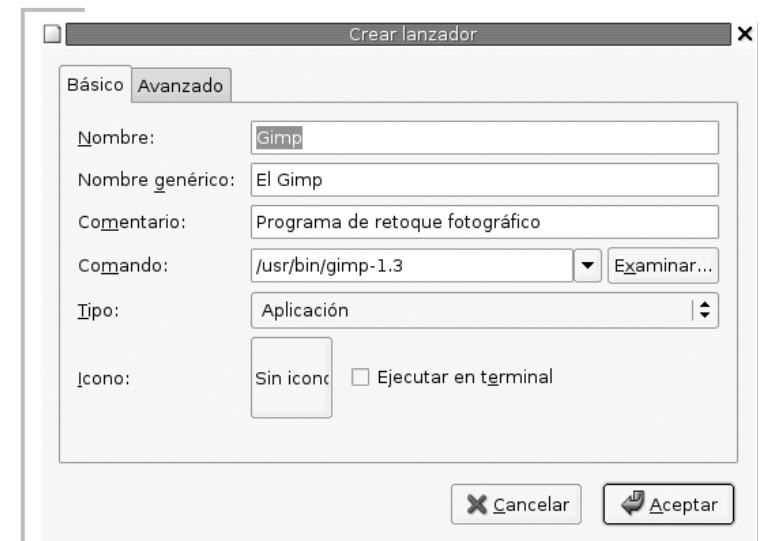 Crear lanzador
Básico Avanzado
Nombre: Gimp
Nombre genérico: El Gimp
Comentario: Programa de retoque fotográfico
Comando: /usr/bin/gimp-1.3 Examinar...
Tipo: Aplicación
Icono: Sin icono Ejecutar en terminal
Cancelar Aceptar